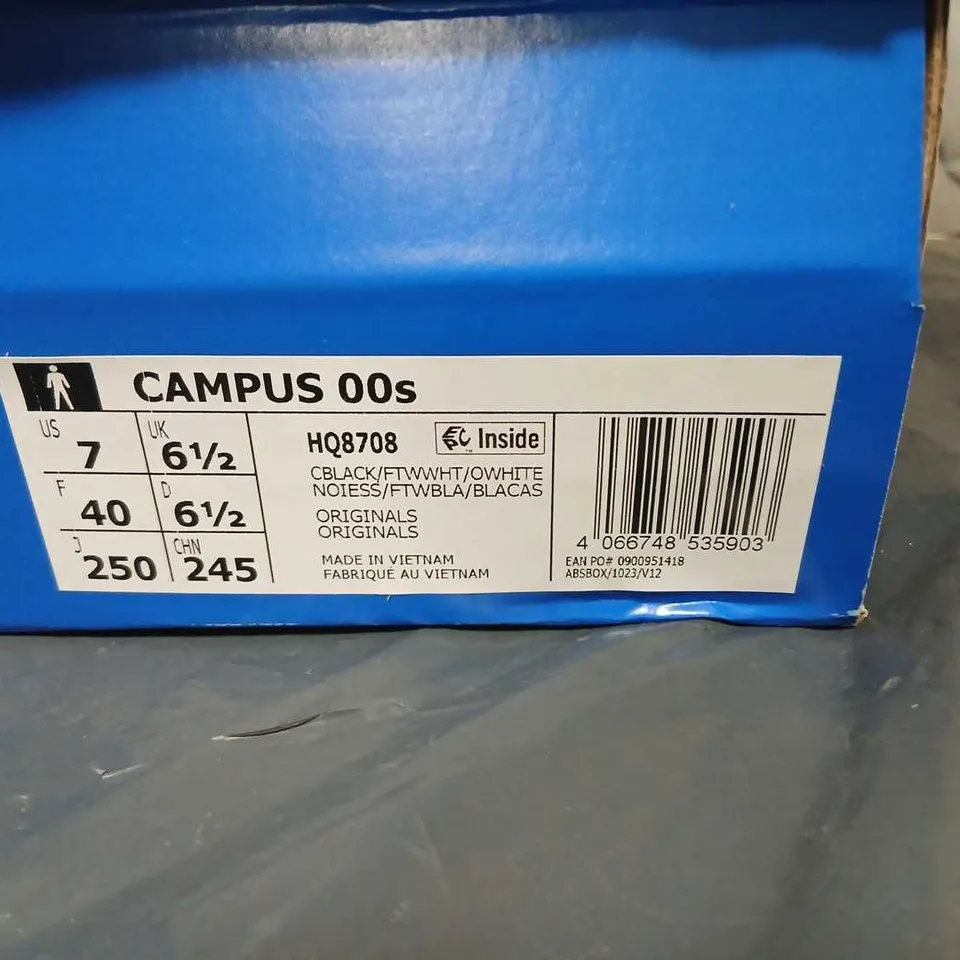 CAMPUS 00s
US 7 UK 6½
F 40 D 6½
J 250 CHN 245
HQ8708 Inside
CBLACK/FTWWHT/OWHITE
NOIESS/FTWBLA/BLACAS
ORIGINALS
ORIGINALS
MADE IN VIETNAM
FABRIQUÉ AU VIETNAM
4 066748 535903
EAN PO# 0900951418
ABSBOX/1023/V12